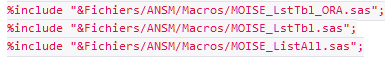 %include "&Fichiers/ANSM/Macros/MOISE_LstTbl_ORA.sas";
%include "&Fichiers/ANSM/Macros/MOISE_LstTbl.sas";
%include "&Fichiers/ANSM/Macros/MOISE_ListAll.sas";